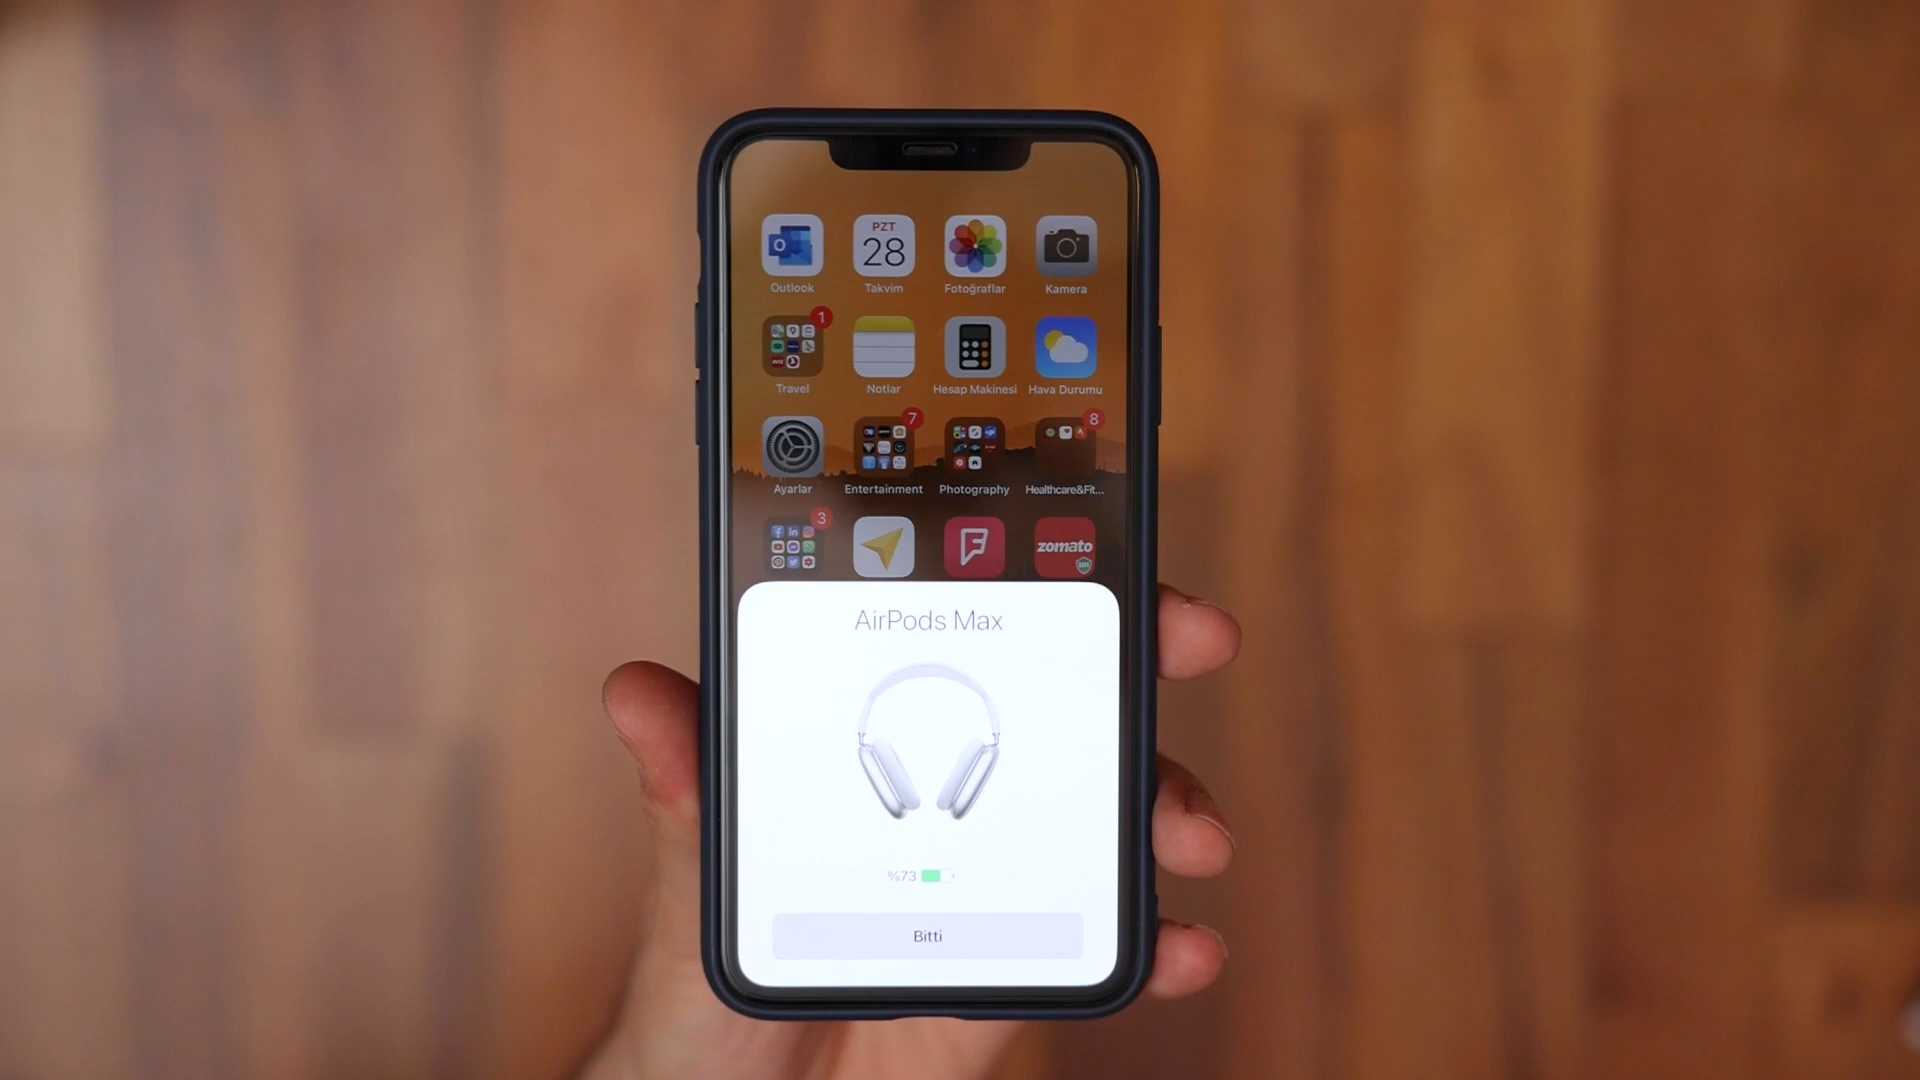 PZT
28
Outlook
Takvim
Fotoğraflar
Kamera
1
Travel
Notlar
Hesap Makinesi
Hava Durumu
7
8
Ayarlar
Entertainment
Photography
Healthcare&Fit...
3
zomato
AirPods Max
%73
Bitti